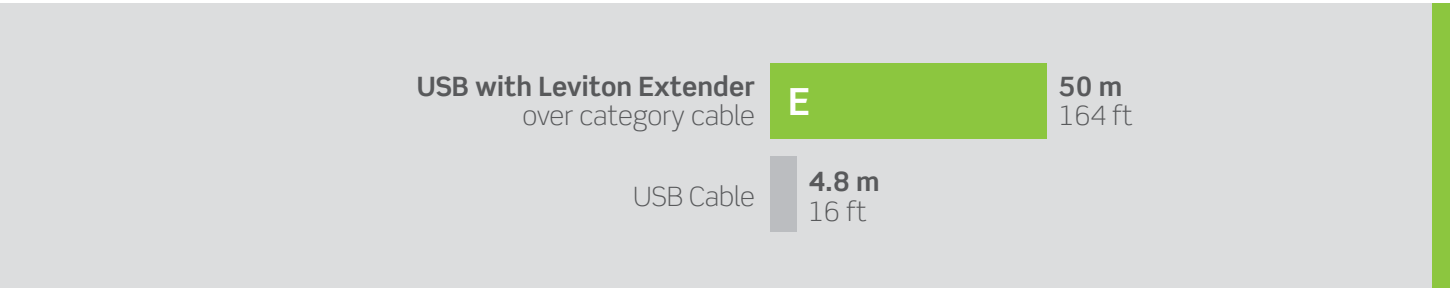 USB with Leviton Extender
over category cable
E
50 m
164 ft
USB Cable
4.8 m
16 ft